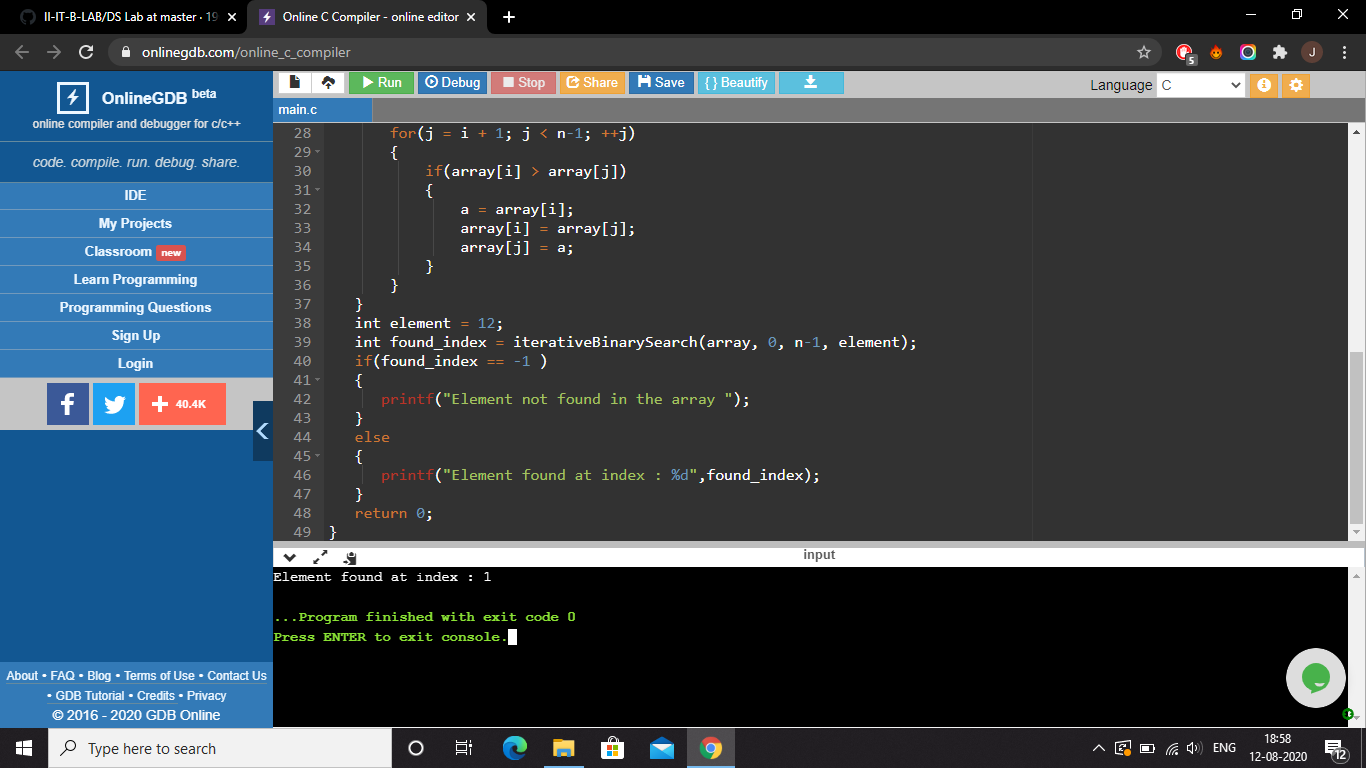 II-IT-B-LAB/DS Lab at master · 19
Online C Compiler - online editor
onlinegdb.com/online_c_compiler
5
J
OnlineGDB beta
online compiler and debugger for c/c++
code. compile. run. debug. share.
IDE
My Projects
Classroom new
Learn Programming
Programming Questions
Sign Up
Login
40.4K
About • FAQ • Blog • Terms of Use • Contact Us
• GDB Tutorial • Credits • Privacy
© 2016 - 2020 GDB Online
Run Debug Stop Share Save { } Beautify
Language C
main.c
28 for(j = i + 1; j < n-1; ++j)
29 {
30 if(array[i] > array[j])
31 {
32 a = array[i];
33 array[i] = array[j];
34 array[j] = a;
35 }
36 }
37 }
38 int element = 12;
39 int found_index = iterativeBinarySearch(array, 0, n-1, element);
40 if(found_index == -1 )
41 {
42 printf("Element not found in the array ");
43 }
44 else
45 {
46 printf("Element found at index : %d",found_index);
47 }
48 return 0;
49 }
input
Element found at index : 1
...Program finished with exit code 0
Press ENTER to exit console.
Type here to search
ENG
18:58
12-08-2020
12